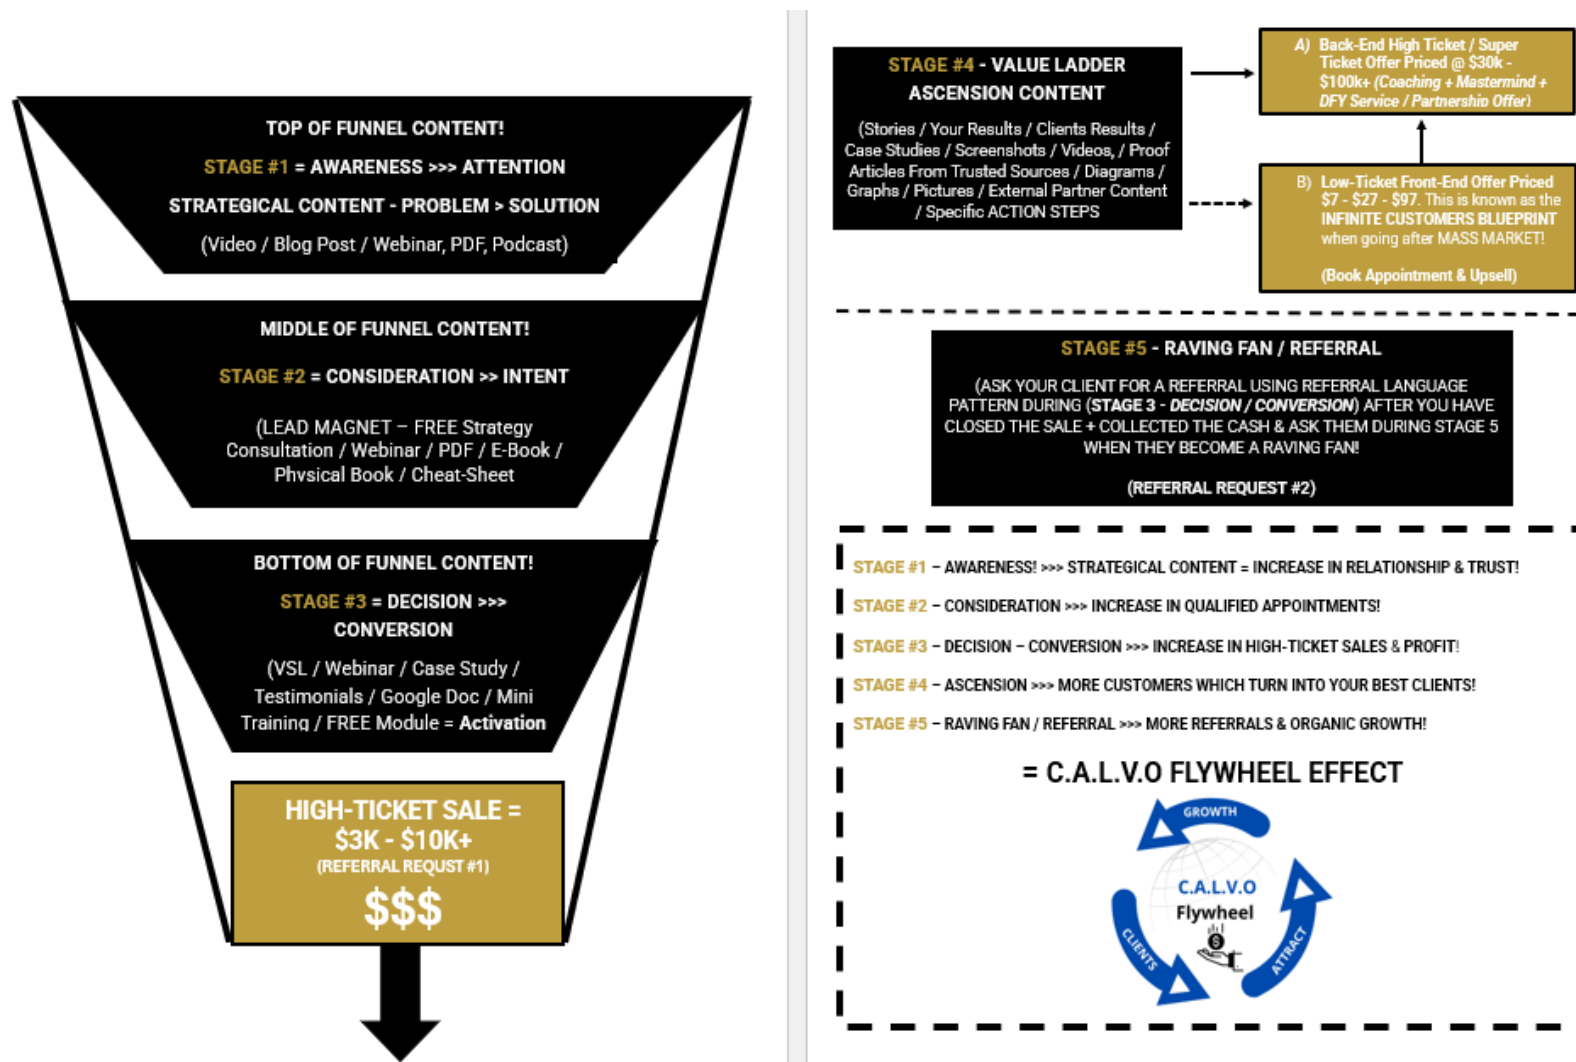 TOP OF FUNNEL CONTENT!
STAGE #1 = AWARENESS >>> ATTENTION
STRATEGICAL CONTENT - PROBLEM > SOLUTION
(Video / Blog Post / Webinar, PDF, Podcast)
MIDDLE OF FUNNEL CONTENT!
STAGE #2 = CONSIDERATION >> INTENT
(LEAD MAGNET – FREE Strategy
Consultation / Webinar / PDF / E-Book /
Physical Book / Cheat-Sheet
BOTTOM OF FUNNEL CONTENT!
STAGE #3 = DECISION >>>
CONVERSION
(VSL / Webinar / Case Study /
Testimonials / Google Doc / Mini
Training / FREE Module = Activation
HIGH-TICKET SALE =
$3K - $10K+
(REFERRAL REQUST #1)
$$$
STAGE #4 - VALUE LADDER
ASCENSION CONTENT
(Stories / Your Results / Clients Results /
Case Studies / Screenshots / Videos, / Proof
Articles From Trusted Sources / Diagrams /
Graphs / Pictures / External Partner Content
/ Specific ACTION STEPS
A) Back-End High Ticket / Super
Ticket Offer Priced @ $30k -
$100k+ (Coaching + Mastermind +
DFY Service / Partnership Offer)
B) Low-Ticket Front-End Offer Priced
$7 - $27 - $97. This is known as the
INFINITE CUSTOMERS BLUEPRINT
when going after MASS MARKET!
(Book Appointment & Upsell)
STAGE #5 - RAVING FAN / REFERRAL
(ASK YOUR CLIENT FOR A REFERRAL USING REFERRAL LANGUAGE
PATTERN DURING (STAGE 3 - DECISION / CONVERSION) AFTER YOU HAVE
CLOSED THE SALE + COLLECTED THE CASH & ASK THEM DURING STAGE 5
WHEN THEY BECOME A RAVING FAN!
(REFERRAL REQUEST #2)
STAGE #1 – AWARENESS! >>> STRATEGICAL CONTENT = INCREASE IN RELATIONSHIP & TRUST!
STAGE #2 – CONSIDERATION >>> INCREASE IN QUALIFIED APPOINTMENTS!
STAGE #3 – DECISION – CONVERSION >>> INCREASE IN HIGH-TICKET SALES & PROFIT!
STAGE #4 – ASCENSION >>> MORE CUSTOMERS WHICH TURN INTO YOUR BEST CLIENTS!
STAGE #5 – RAVING FAN / REFERRAL >>> MORE REFERRALS & ORGANIC GROWTH!
= C.A.L.V.O FLYWHEEL EFFECT
GROWTH
C.A.L.V.O
Flywheel
$
CLIENTS
ATTRACT